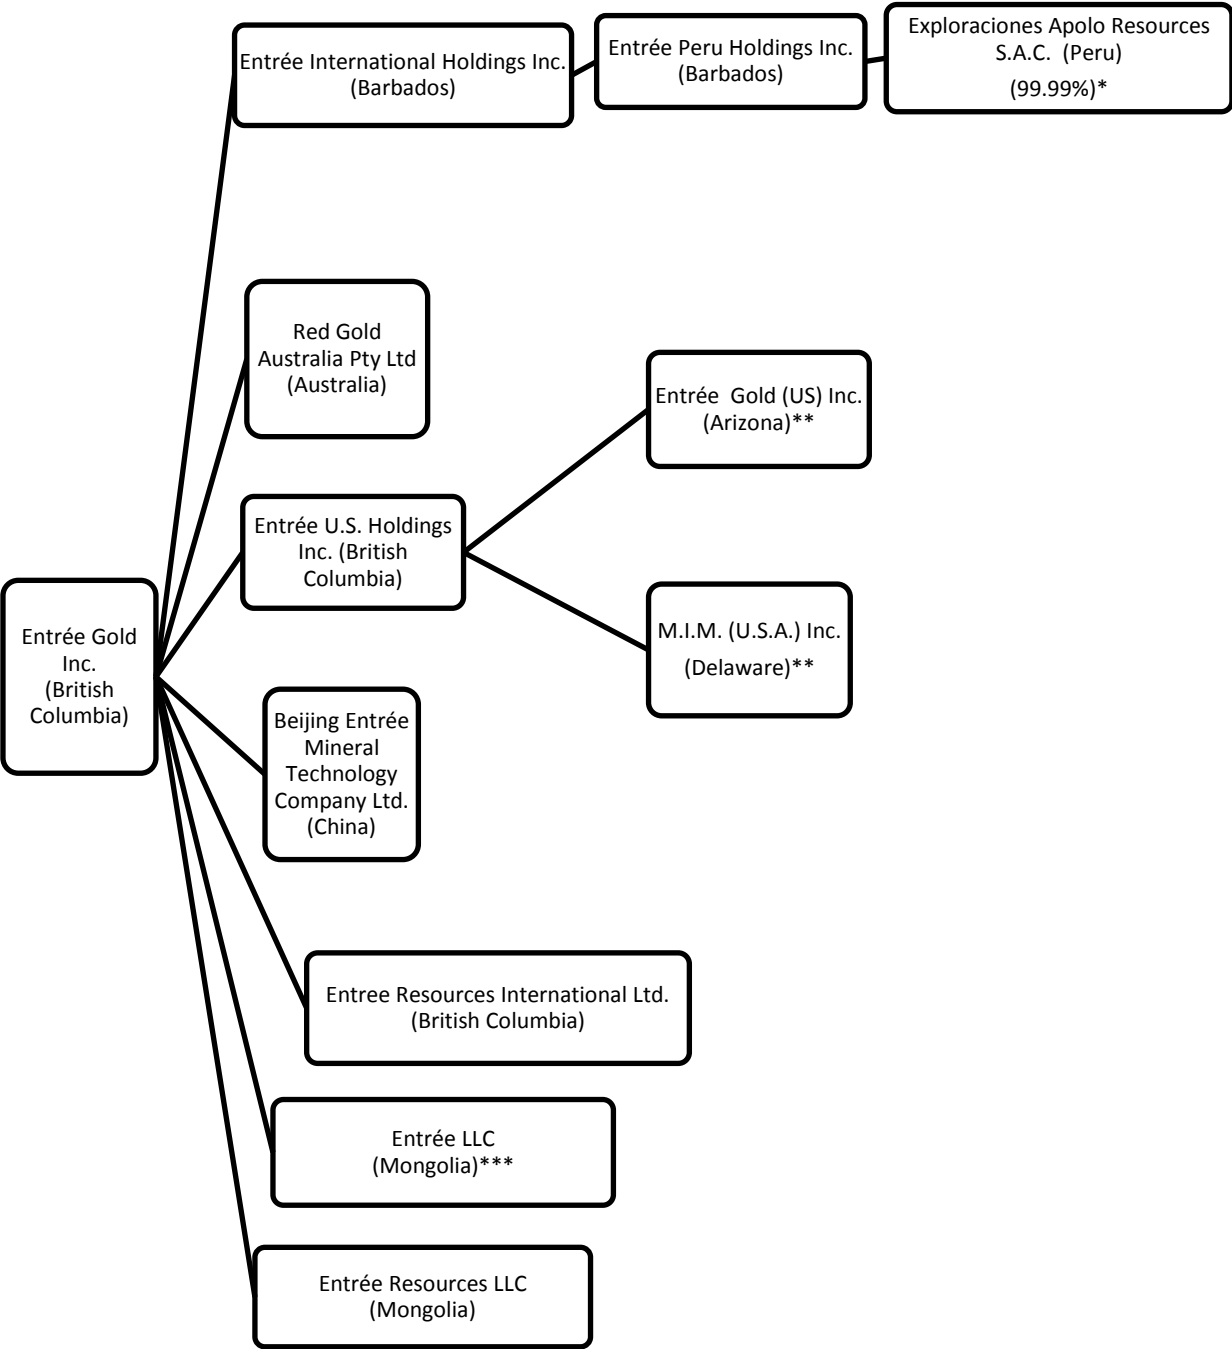 Entrée International Holdings Inc.
(Barbados)
Entrée Peru Holdings Inc.
(Barbados)
Exploraciones Apolo Resources
S.A.C.  (Peru)
(99.99%)*
Red Gold
Australia Pty Ltd
(Australia)
Entrée  Gold (US) Inc.
(Arizona)**
Entrée U.S. Holdings
Inc. (British
Columbia)
M.I.M. (U.S.A.) Inc.
(Delaware)**
Entrée Gold
Inc.
(British
Columbia)
Beijing Entrée
Mineral
Technology
Company Ltd.
(China)
Entree Resources International Ltd.
(British Columbia)
Entrée LLC
(Mongolia)***
Entrée Resources LLC
(Mongolia)